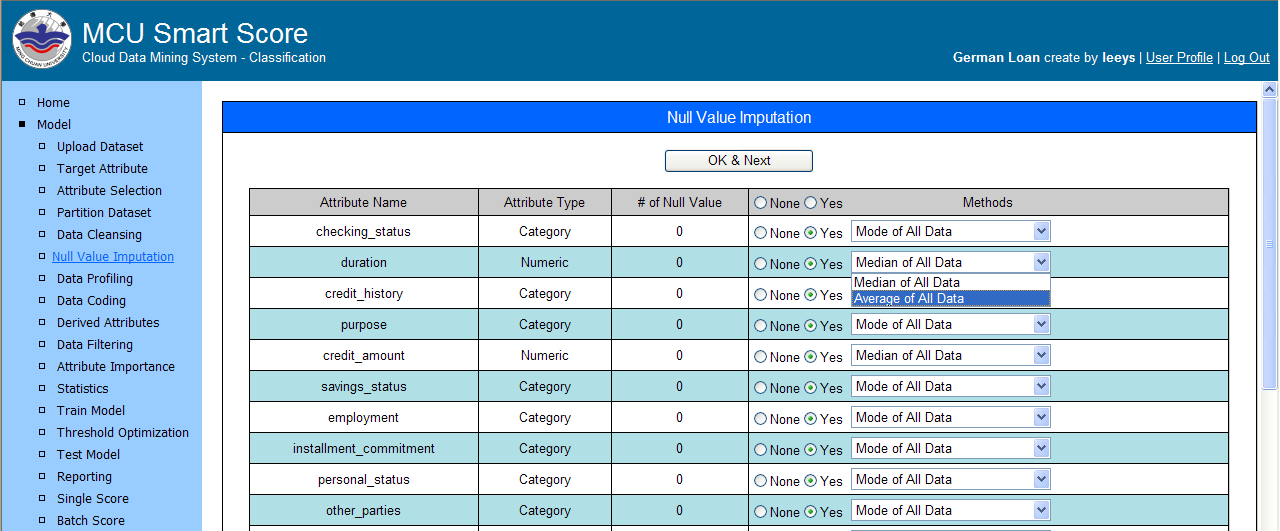 MCU Smart Score
Cloud Data Mining System - Classification
German Loan create by leeys | User Profile | Log Out
MING CHUAN UNIVERSITY
Home
Model
Upload Dataset
Target Attribute
Attribute Selection
Partition Dataset
Data Cleansing
Null Value Imputation
Data Profiling
Data Coding
Derived Attributes
Data Filtering
Attribute Importance
Statistics
Train Model
Threshold Optimization
Test Model
Reporting
Single Score
Batch Score
Null Value Imputation
OK & Next
Attribute Name Attribute Type # of Null Value None Yes Methods
checking_status Category 0 None Yes Mode of All Data
duration Numeric 0 None Yes Median of All Data
Median of All Data
credit_history Category 0 None Yes Average of All Data
purpose Category 0 None Yes Mode of All Data
credit_amount Numeric 0 None Yes Median of All Data
savings_status Category 0 None Yes Mode of All Data
employment Category 0 None Yes Mode of All Data
installment_commitment Category 0 None Yes Mode of All Data
personal_status Category 0 None Yes Mode of All Data
other_parties Category 0 None Yes Mode of All Data